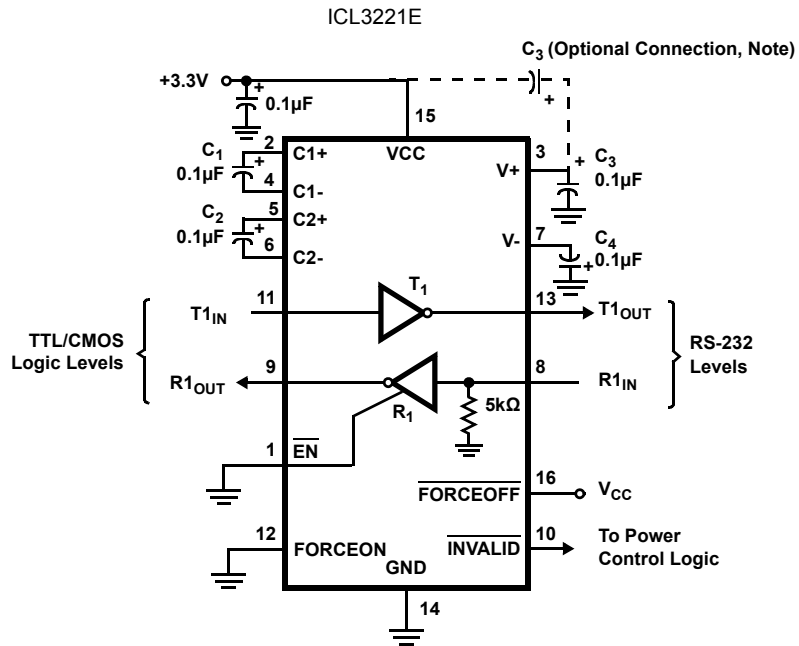 ICL3221E
C3 (Optional Connection, Note)
+3.3V
+
0.1µF
+
15
VCC
2
C1+
C1
0.1µF
+
4
C1-
5
C2+
C2
0.1µF
+
6
C2-
3
V+
+
C3
0.1µF
7
V-
C4
0.1µF
+
T1
11
T1IN
13
T1OUT
TTL/CMOS
Logic Levels
RS-232
Levels
9
R1OUT
R1
8
R1IN
5kΩ
1
EN
16
FORCEOFF
VCC
12
FORCEON
10
INVALID
To Power
Control Logic
GND
14